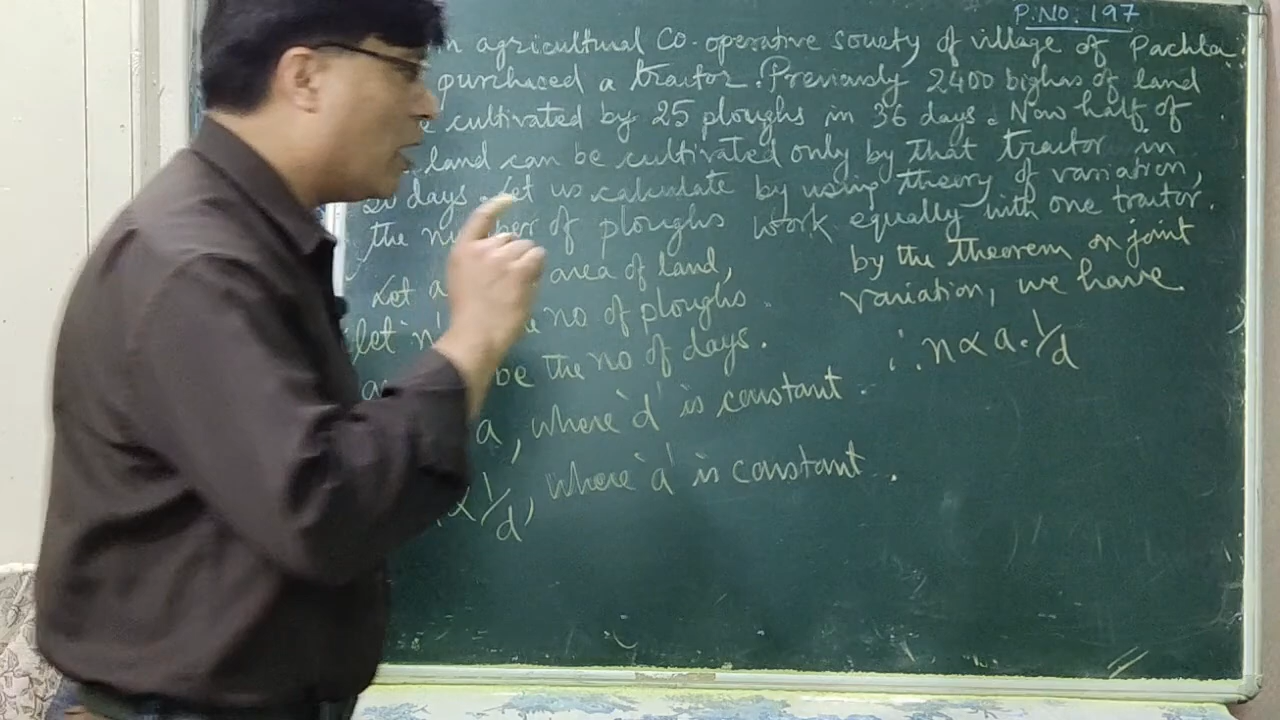 P.NO. 197
n agricultural Co-operative society of village of Pachla.
purchased a tractor. Previously 2400 bighas of land
e cultivated by 25 ploughs in 36 days. Now half of
land can be cultivated only by that tractor in
days. Let us calculate by using theory of variation,
the number of ploughs work equally with one tractor.
Let a area of land,
let 'n' no of ploughs
be the no of days.
a, where 'd' is constant
∝ 1/d, where 'a' is constant.
by the theorem on joint
variation, we have.
∴ n ∝ a. 1/d